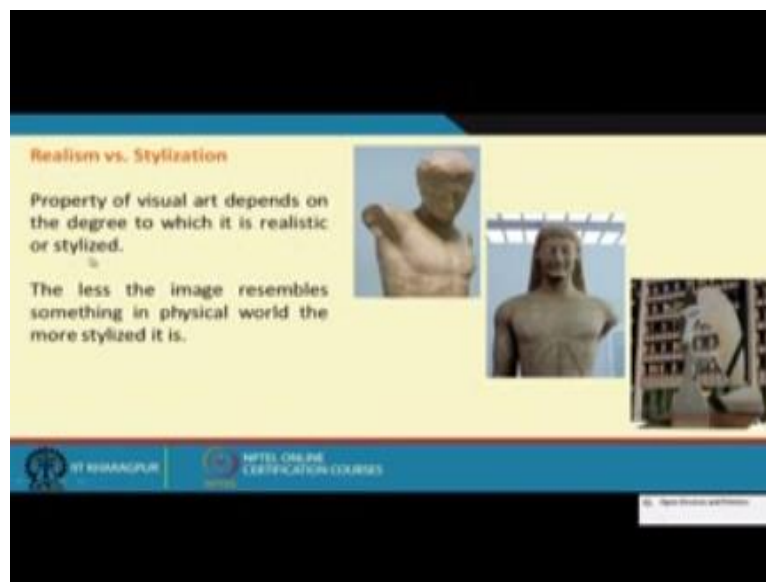 Realism vs. Stylization
Property of visual art depends on
the degree to which it is realistic
or stylized.
The less the image resembles
something in physical world the
more stylized it is.
IIT KHARAGPUR
NPTEL
NPTEL ONLINE
CERTIFICATION COURSES